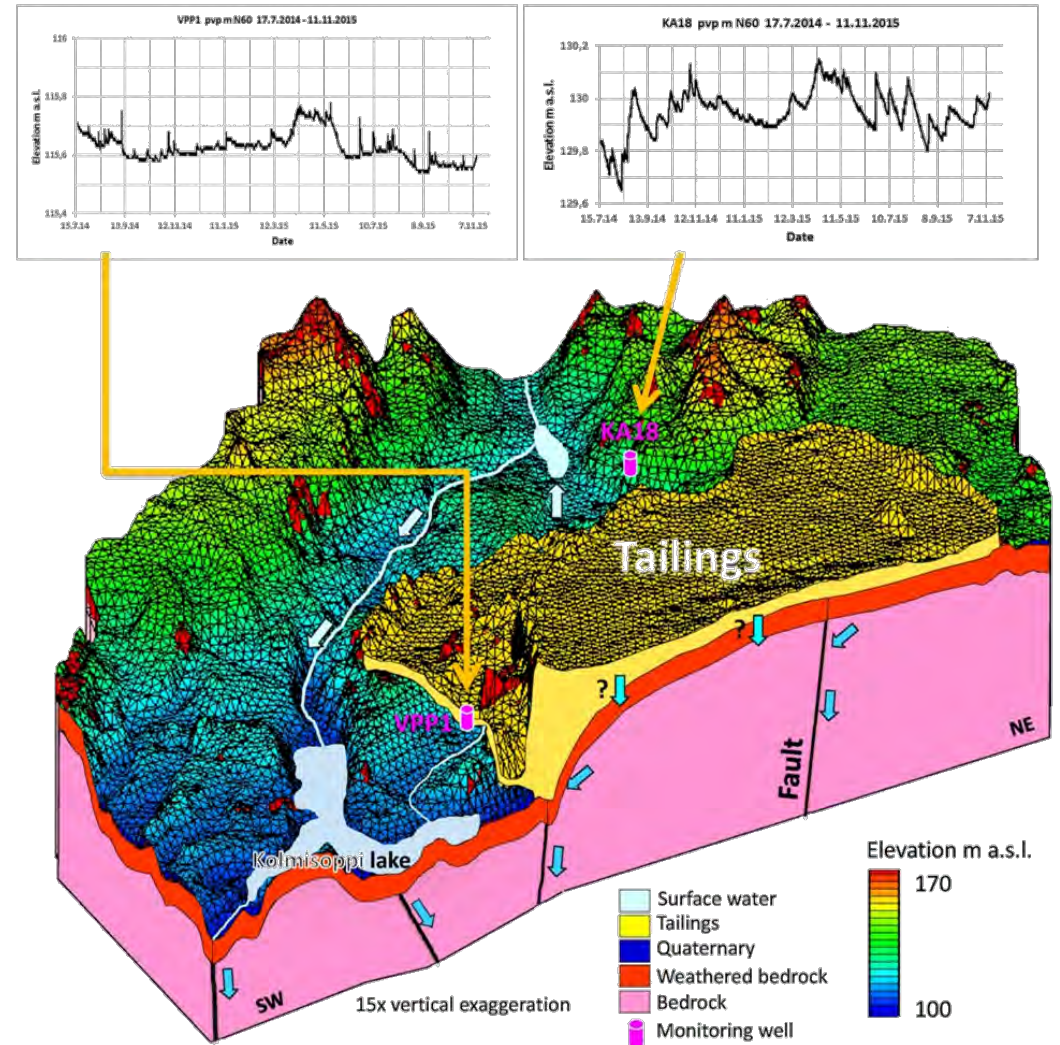 VPP1 pvp m N60 17.7.2014 - 11.11.2015
116
115,8
115,6
115,4
Elevation m a.s.l.
15.7.14 13.9.14 12.11.14 11.1.15 12.3.15 11.5.15 10.7.15 8.9.15 7.11.15
Date
KA18 pvp m N60 17.7.2014 - 11.11.2015
130,2
130
129,8
129,6
Elevation m a.s.l.
15.7.14 13.9.14 12.11.14 11.1.15 12.3.15 11.5.15 10.7.15 8.9.15 7.11.15
Date
KA18
Tailings
?
?
VPP1
NE
Fault
Kolmisoppi lake
SW
15x vertical exaggeration
Surface water
Tailings
Quaternary
Weathered bedrock
Bedrock
Monitoring well
Elevation m a.s.l.
170
100